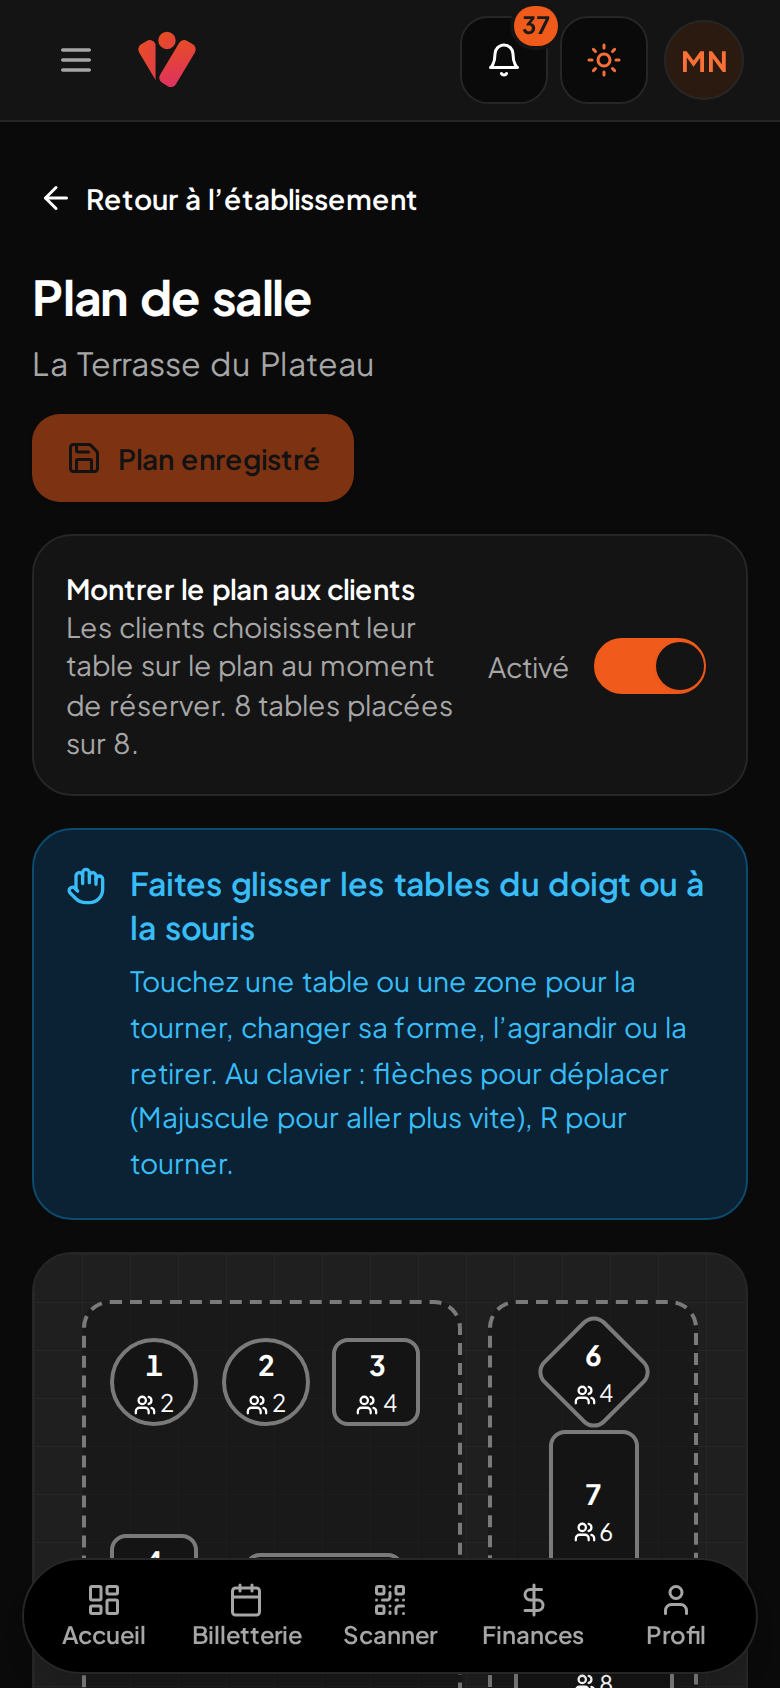 37
MN
Retour à l’établissement
Plan de salle
La Terrasse du Plateau
Plan enregistré
Montrer le plan aux clients
Les clients choisissent leur
table sur le plan au moment
de réserver. 8 tables placées
sur 8.
Activé
Faites glisser les tables du doigt ou à
la souris
Touchez une table ou une zone pour la
tourner, changer sa forme, l’agrandir ou la
retirer. Au clavier : flèches pour déplacer
(Majuscule pour aller plus vite), R pour
tourner.
1
2
3
6
2
2
4
4
7
6
4
Accueil
Billetterie
Scanner
Finances
Profil
8